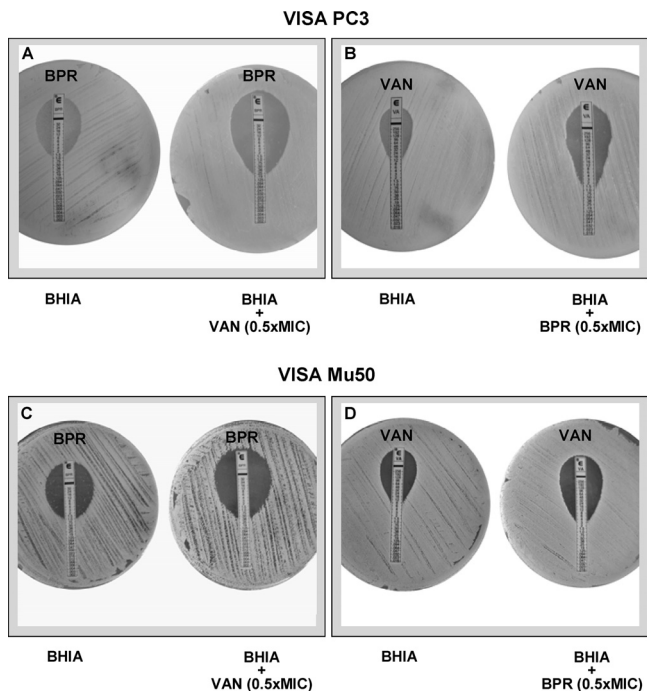 VISA PC3
A
BPR
BPR
BHIA
BHIA
+
VAN (0.5xMIC)
B
VAN
VAN
BHIA
BHIA
+
BPR (0.5xMIC)
VISA Mu50
C
BPR
BPR
BHIA
BHIA
+
VAN (0.5xMIC)
D
VAN
VAN
BHIA
BHIA
+
BPR (0.5xMIC)